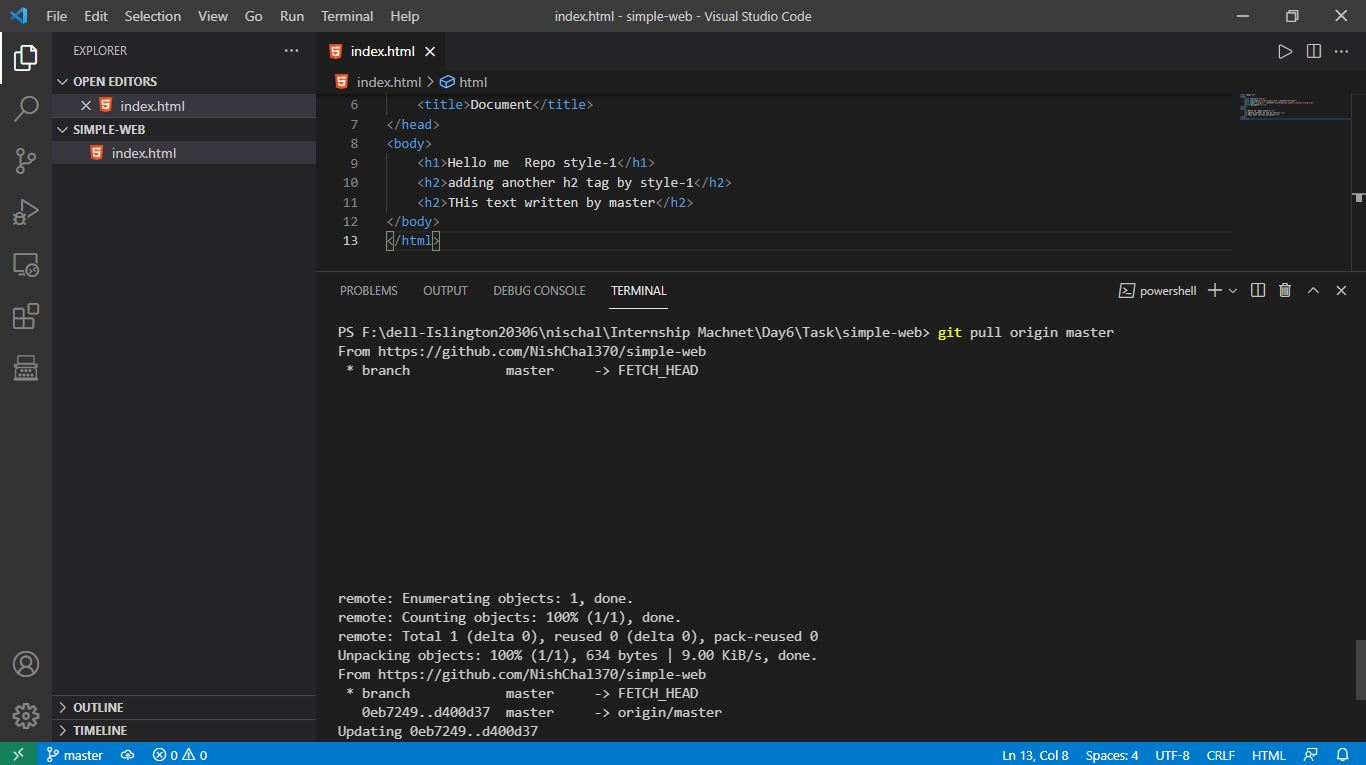 File Edit Selection View Go Run Terminal Help index.html - simple-web - Visual Studio Code
EXPLORER
OPEN EDITORS
index.html
SIMPLE-WEB
index.html
OUTLINE
TIMELINE
index.html
index.html > html
6 <title>Document</title>
7 </head>
8 <body>
9 <h1>Hello me  Repo style-1</h1>
10 <h2>adding another h2 tag by style-1</h2>
11 <h2>THis text written by master</h2>
12 </body>
13 </html>
PROBLEMS OUTPUT DEBUG CONSOLE TERMINAL powershell
PS F:\dell-Islington20306\nischal\Internship Machnet\Day6\Task\simple-web> git pull origin master
From https://github.com/NishChal370/simple-web
 * branch            master     -> FETCH_HEAD
remote: Enumerating objects: 1, done.
remote: Counting objects: 100% (1/1), done.
remote: Total 1 (delta 0), reused 0 (delta 0), pack-reused 0
Unpacking objects: 100% (1/1), 634 bytes | 9.00 KiB/s, done.
From https://github.com/NishChal370/simple-web
 * branch            master     -> FETCH_HEAD
   0eb7249..d400d37  master     -> origin/master
Updating 0eb7249..d400d37
master 0 0 Ln 13, Col 8 Spaces: 4 UTF-8 CRLF HTML